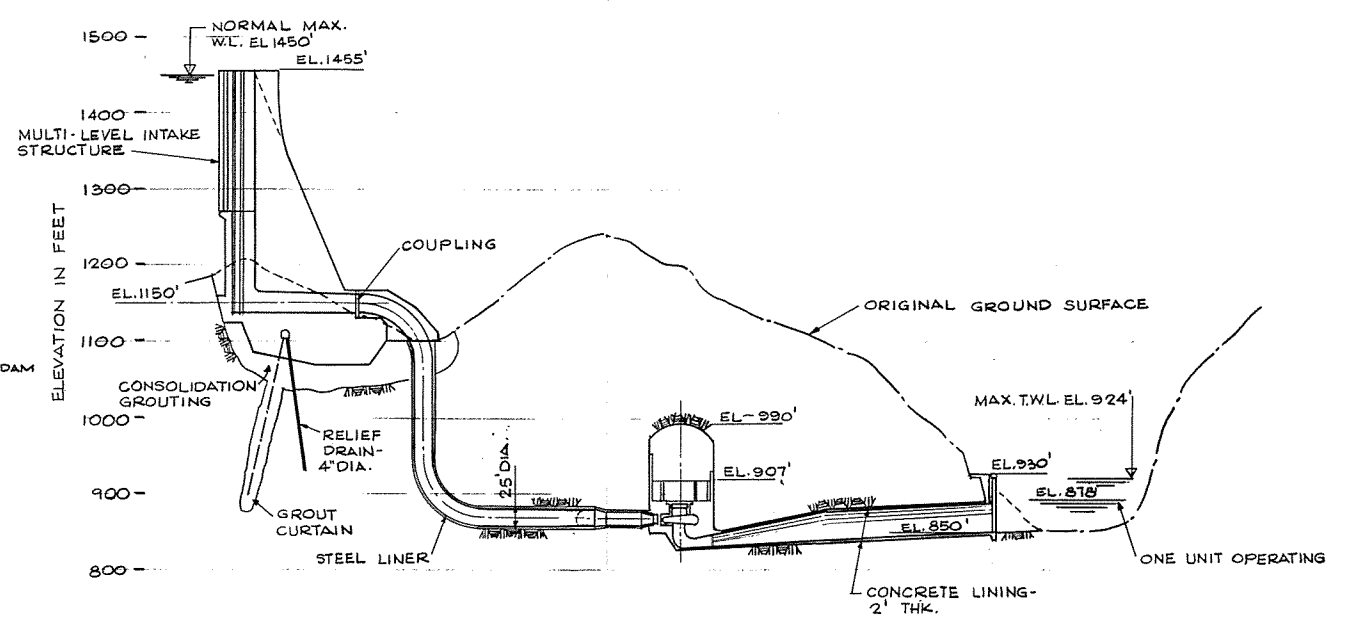 1500
NORMAL MAX.
W.L. EL 1450'
EL.1455'
1400
MULTI-LEVEL INTAKE
STRUCTURE
1300
ELEVATION IN FEET
COUPLING
1200
EL.1150'
ORIGINAL GROUND SURFACE
1100
DAM
CONSOLIDATION
GROUTING
MAX. T.W.L. EL. 924'
1000
EL-990'
RELIEF
DRAIN-
4" DIA.
25' DIA.
EL.907'
EL.930'
900
EL.878'
GROUT
CURTAIN
EL.850'
STEEL LINER
ONE UNIT OPERATING
800
CONCRETE LINING-
2' THK.